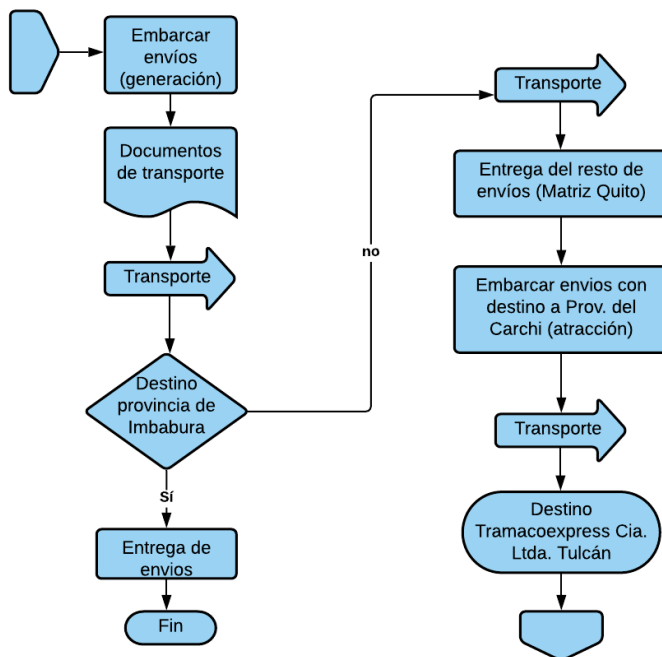 Embarcar
envíos
(generación)
Documentos
de transporte
Transporte
Destino
provincia de
Imbabura
Sí
Entrega de
envios
Fin
no
Transporte
Entrega del resto de
envíos (Matriz Quito)
Embarcar envios con
destino a Prov. del
Carchi (atracción)
Transporte
Destino
Tramacoexpress Cia.
Ltda. Tulcán